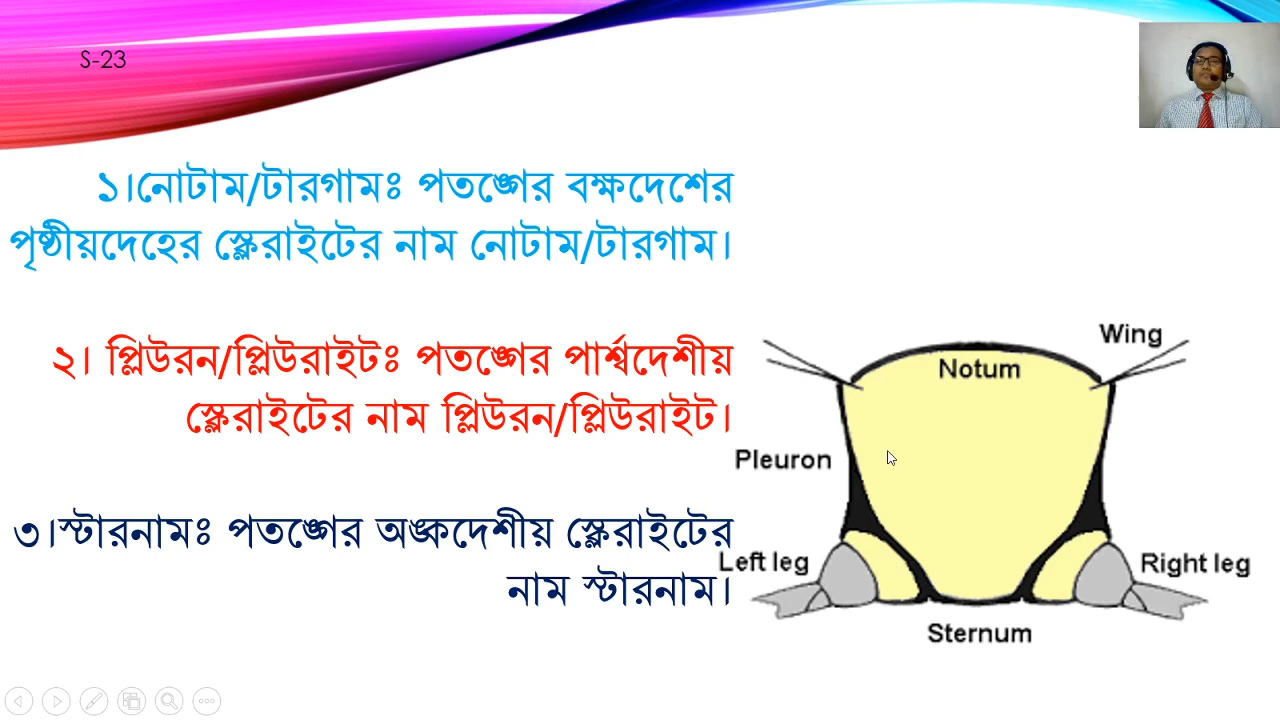 S-23
১।নোটাম/টারগামঃ পতঙ্গের বক্ষদেশের
পৃষ্ঠীয়দেহের স্ক্লেরাইটের নাম নোটাম/টারগাম।
২। প্লিউরন/প্লিউরাইটঃ পতঙ্গের পার্শ্বদেশীয়
স্ক্লেরাইটের নাম প্লিউরন/প্লিউরাইট।
৩।স্টারনামঃ পতঙ্গের অঙ্কদেশীয় স্ক্লেরাইটের
নাম স্টারনাম।
Wing
Notum
Pleuron
Left leg
Right leg
Sternum